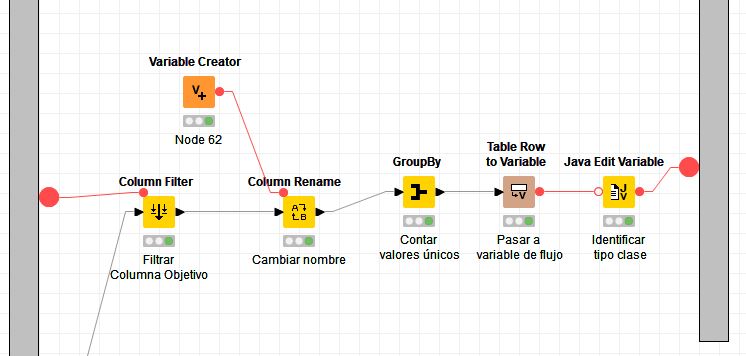 Variable Creator
V+
Node 62
Column Filter
Filtrar
Columna Objetivo
Column Rename
A
B
Cambiar nombre
GroupBy
Contar
valores únicos
Table Row
to Variable
V
Pasar a
variable de flujo
Java Edit Variable
J
V
Identificar
tipo clase